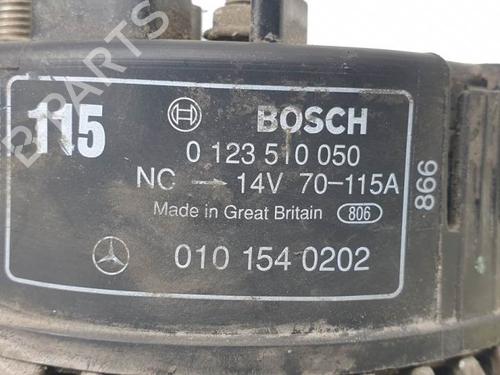 115 BOSCH
0 123 510 050
NC → 14V 70-115A
Made in Great Britain 806
010 154 0202
866